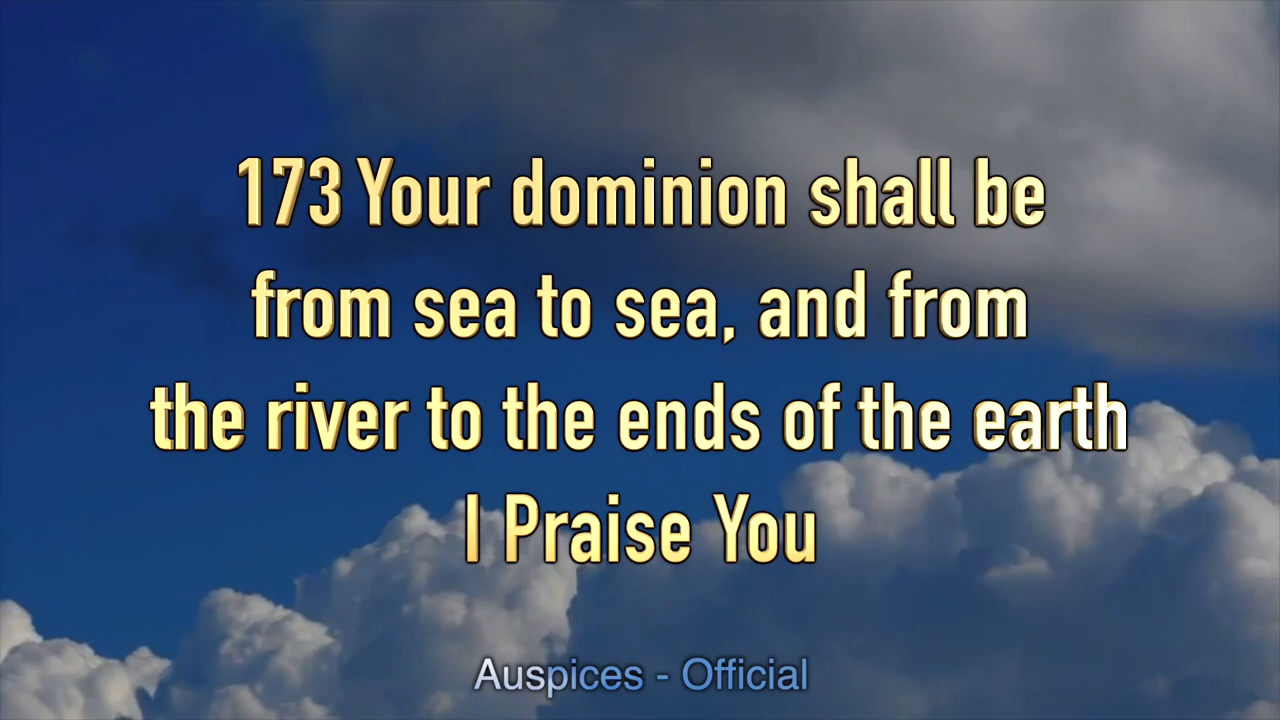 173 Your dominion shall be
from sea to sea, and from
the river to the ends of the earth
I Praise You
Auspices - Official